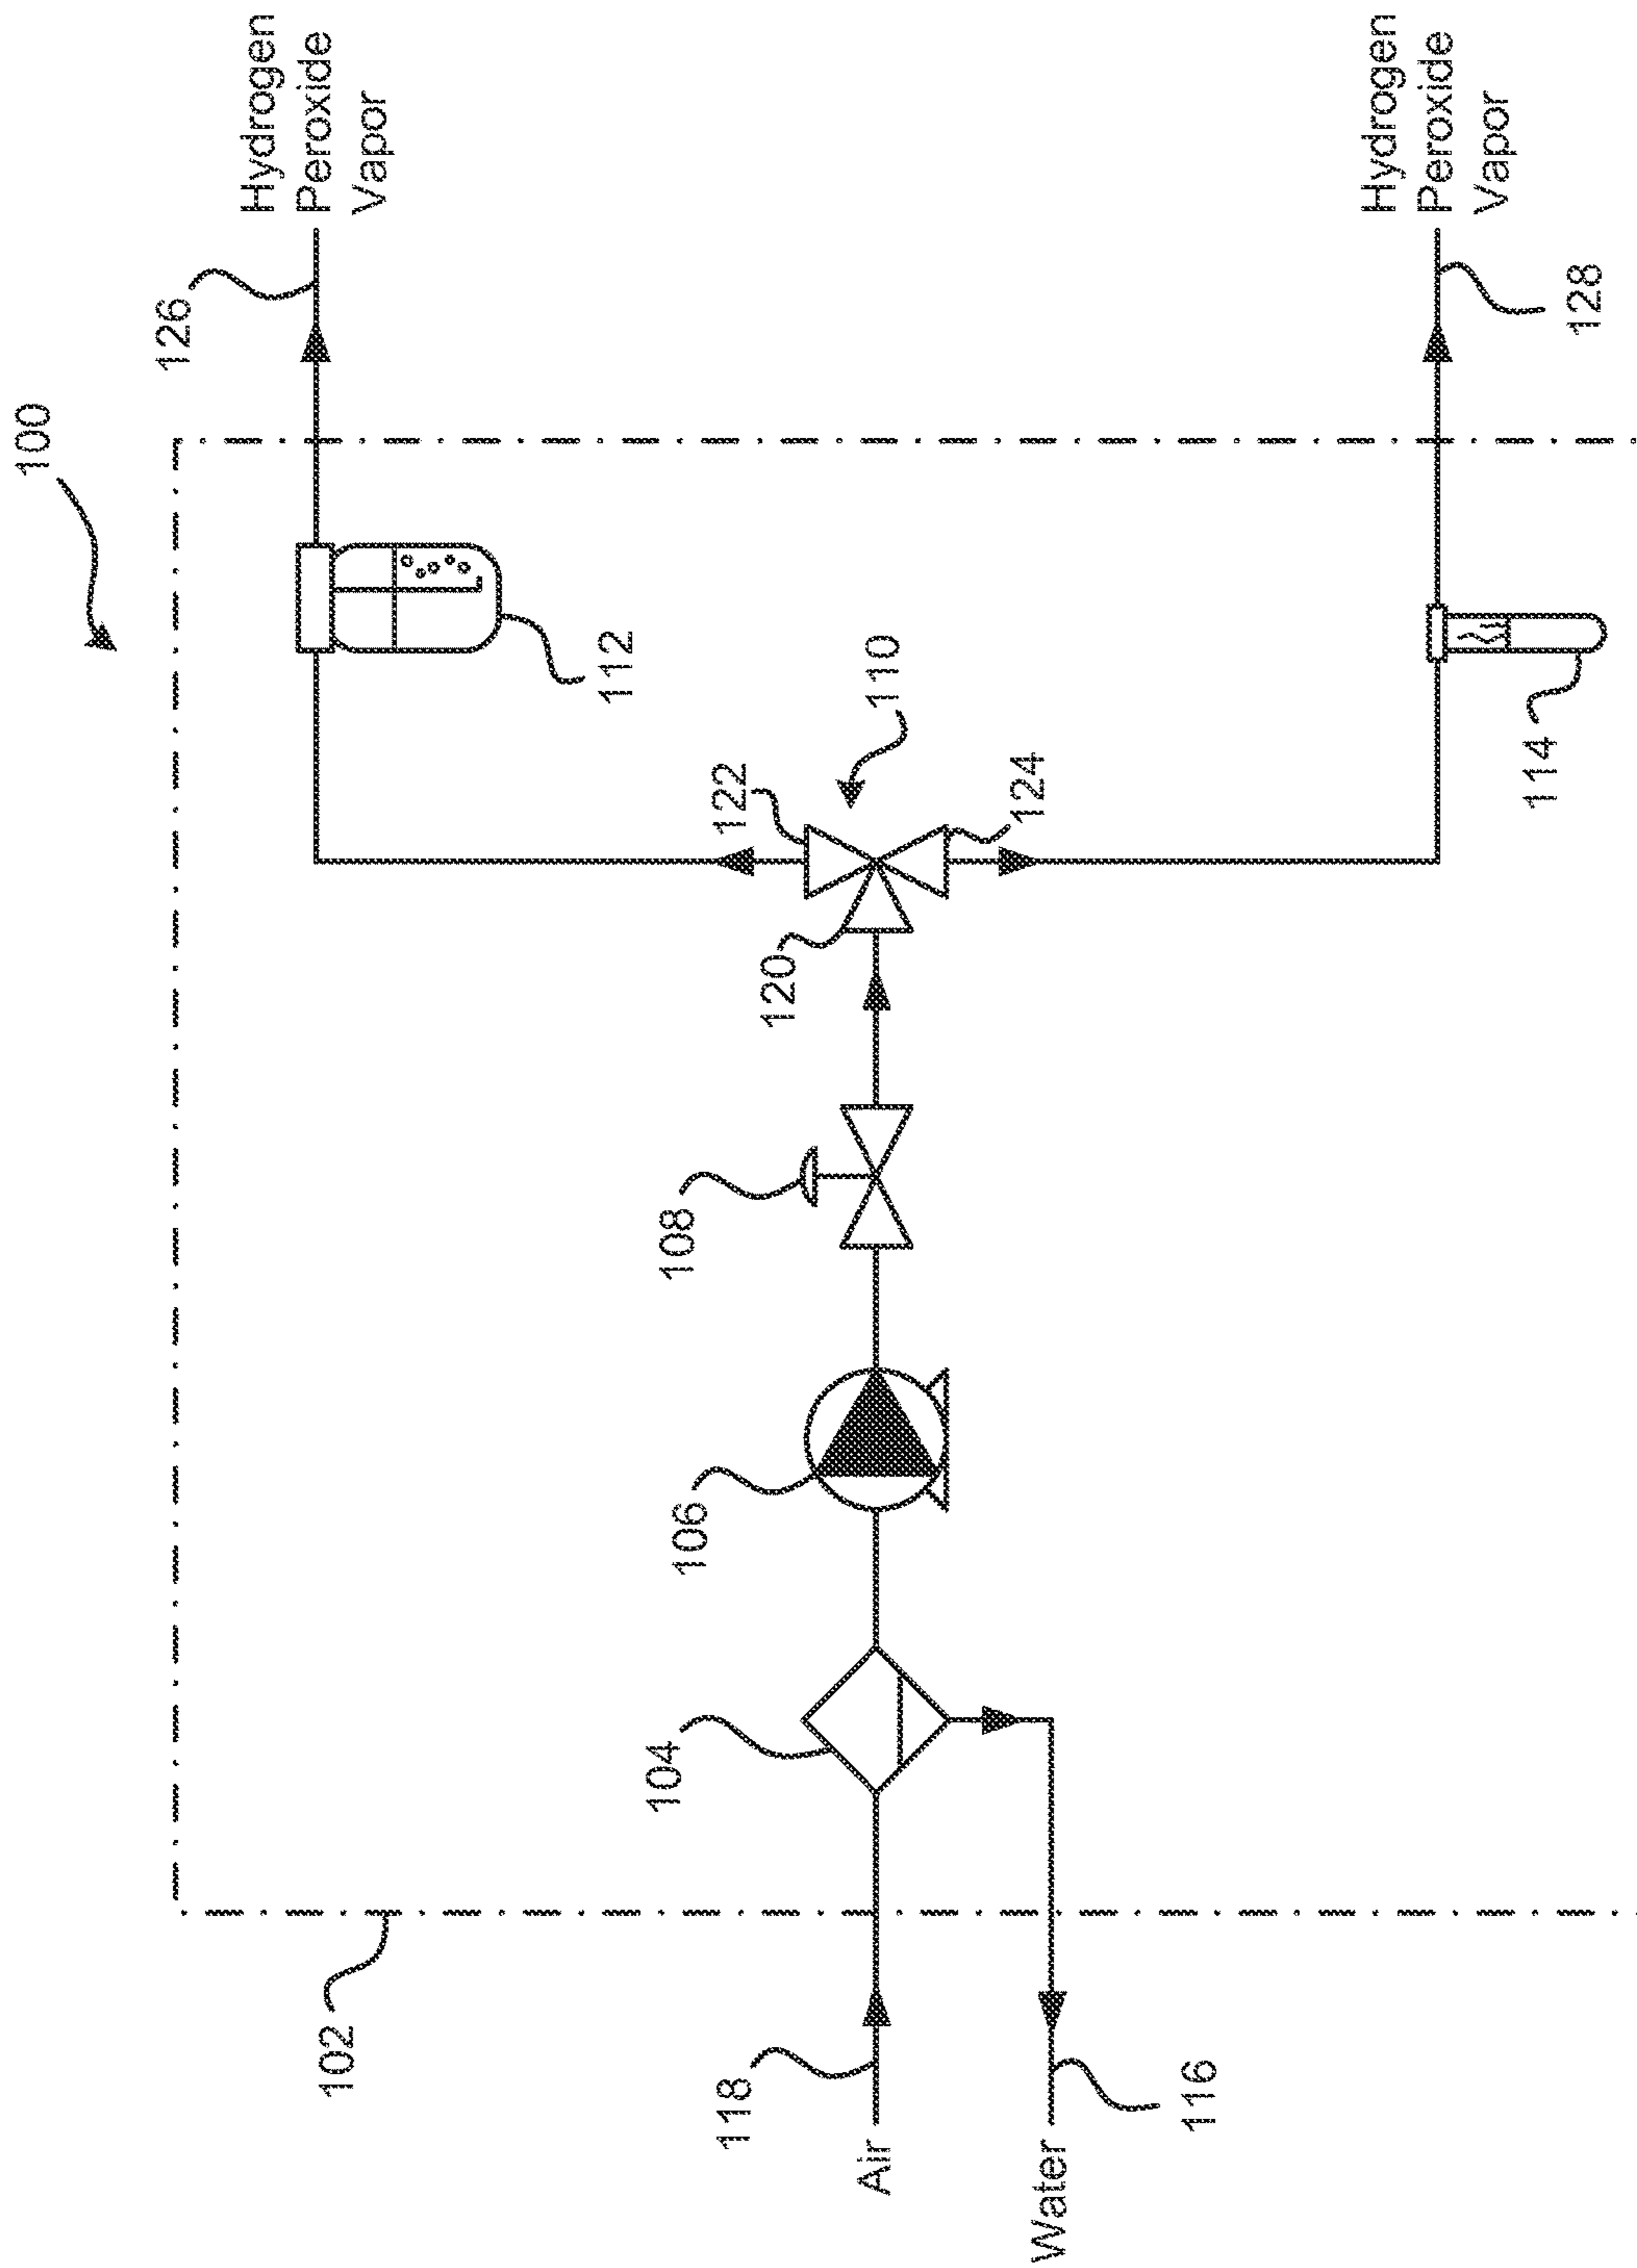 100
126
Hydrogen
Peroxide
Vapor
112
122
110
120
124
108
106
104
102
118
Air
Water
116
114
128
Hydrogen
Peroxide
Vapor